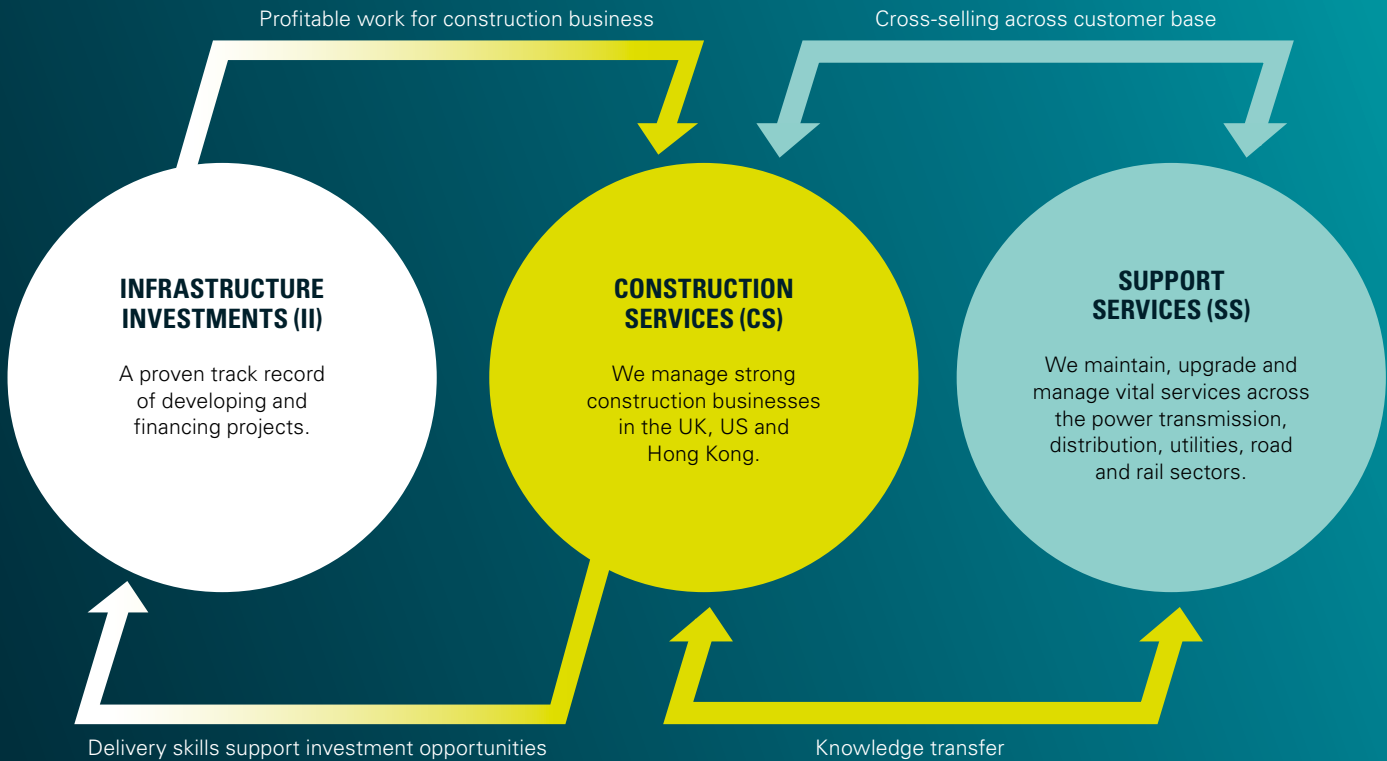 Profitable work for construction business
Cross-selling across customer base
INFRASTRUCTURE
INVESTMENTS (II)
A proven track record
of developing and
financing projects.
CONSTRUCTION
SERVICES (CS)
We manage strong
construction businesses
in the UK, US and
Hong Kong.
SUPPORT
SERVICES (SS)
We maintain, upgrade and
manage vital services across
the power transmission,
distribution, utilities, road
and rail sectors.
Delivery skills support investment opportunities
Knowledge transfer